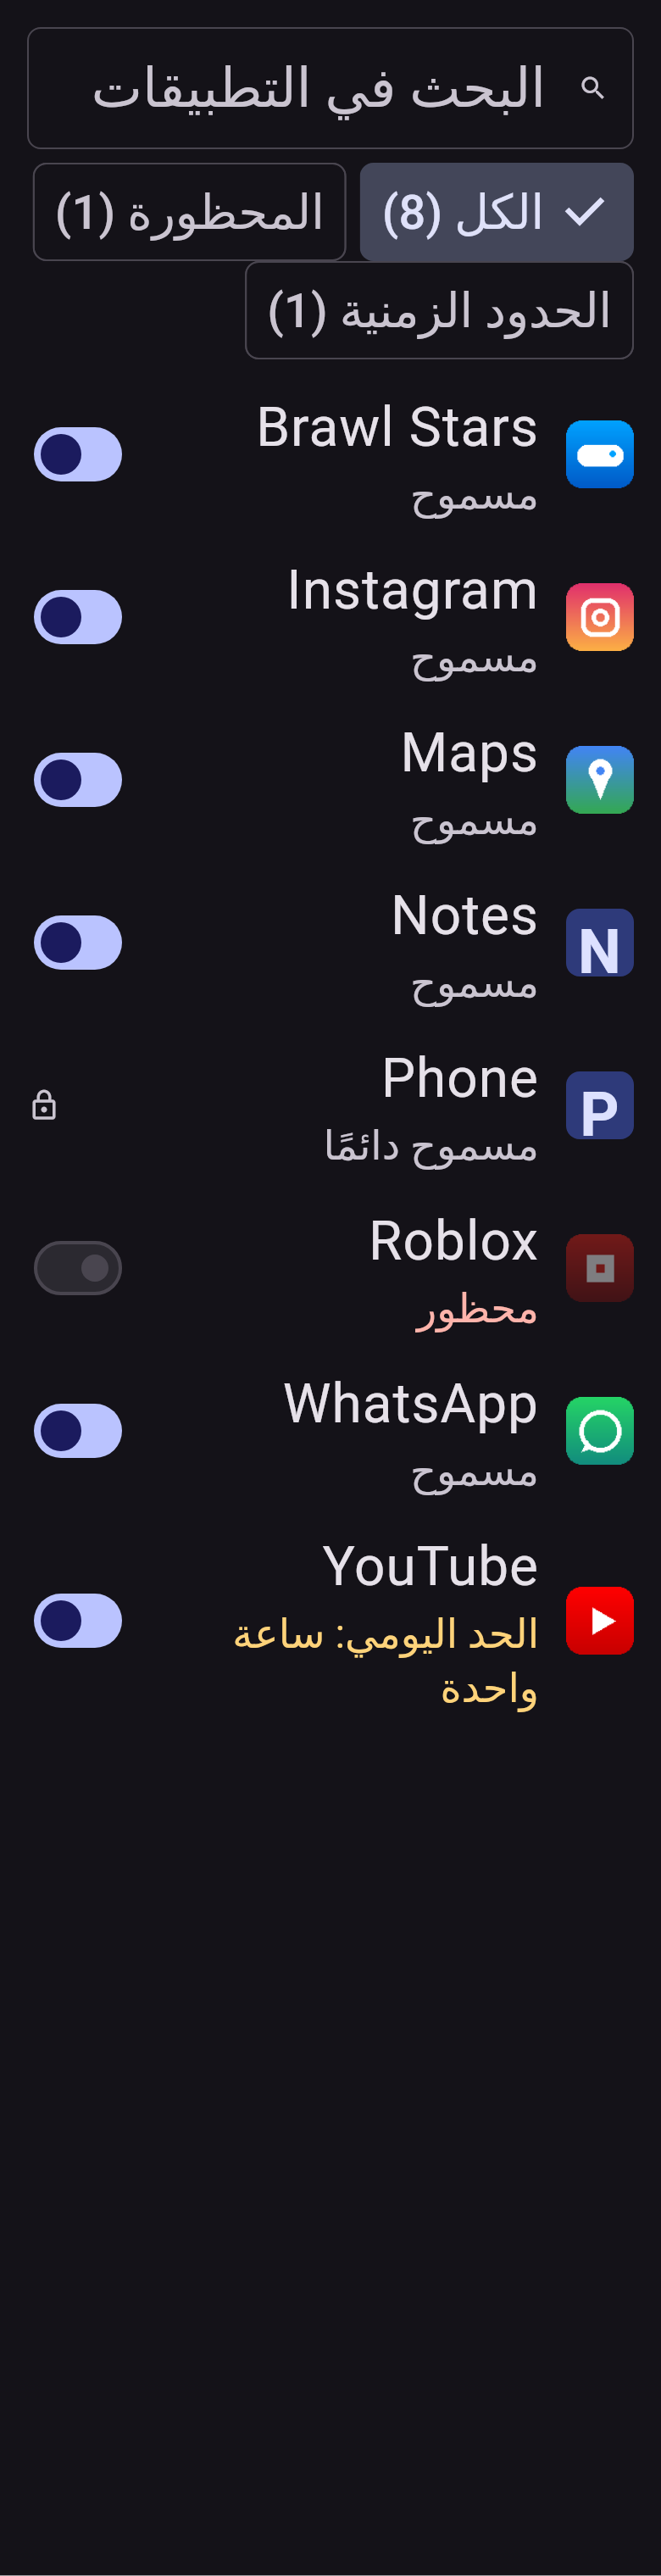 البحث في التطبيقات
الكل (8)
المحظورة (1)
الحدود الزمنية (1)
Brawl Stars
مسموح
Instagram
مسموح
Maps
مسموح
N
Notes
مسموح
P
Phone
مسموح دائمًا
Roblox
محظور
WhatsApp
مسموح
YouTube
الحد اليومي: ساعة
واحدة